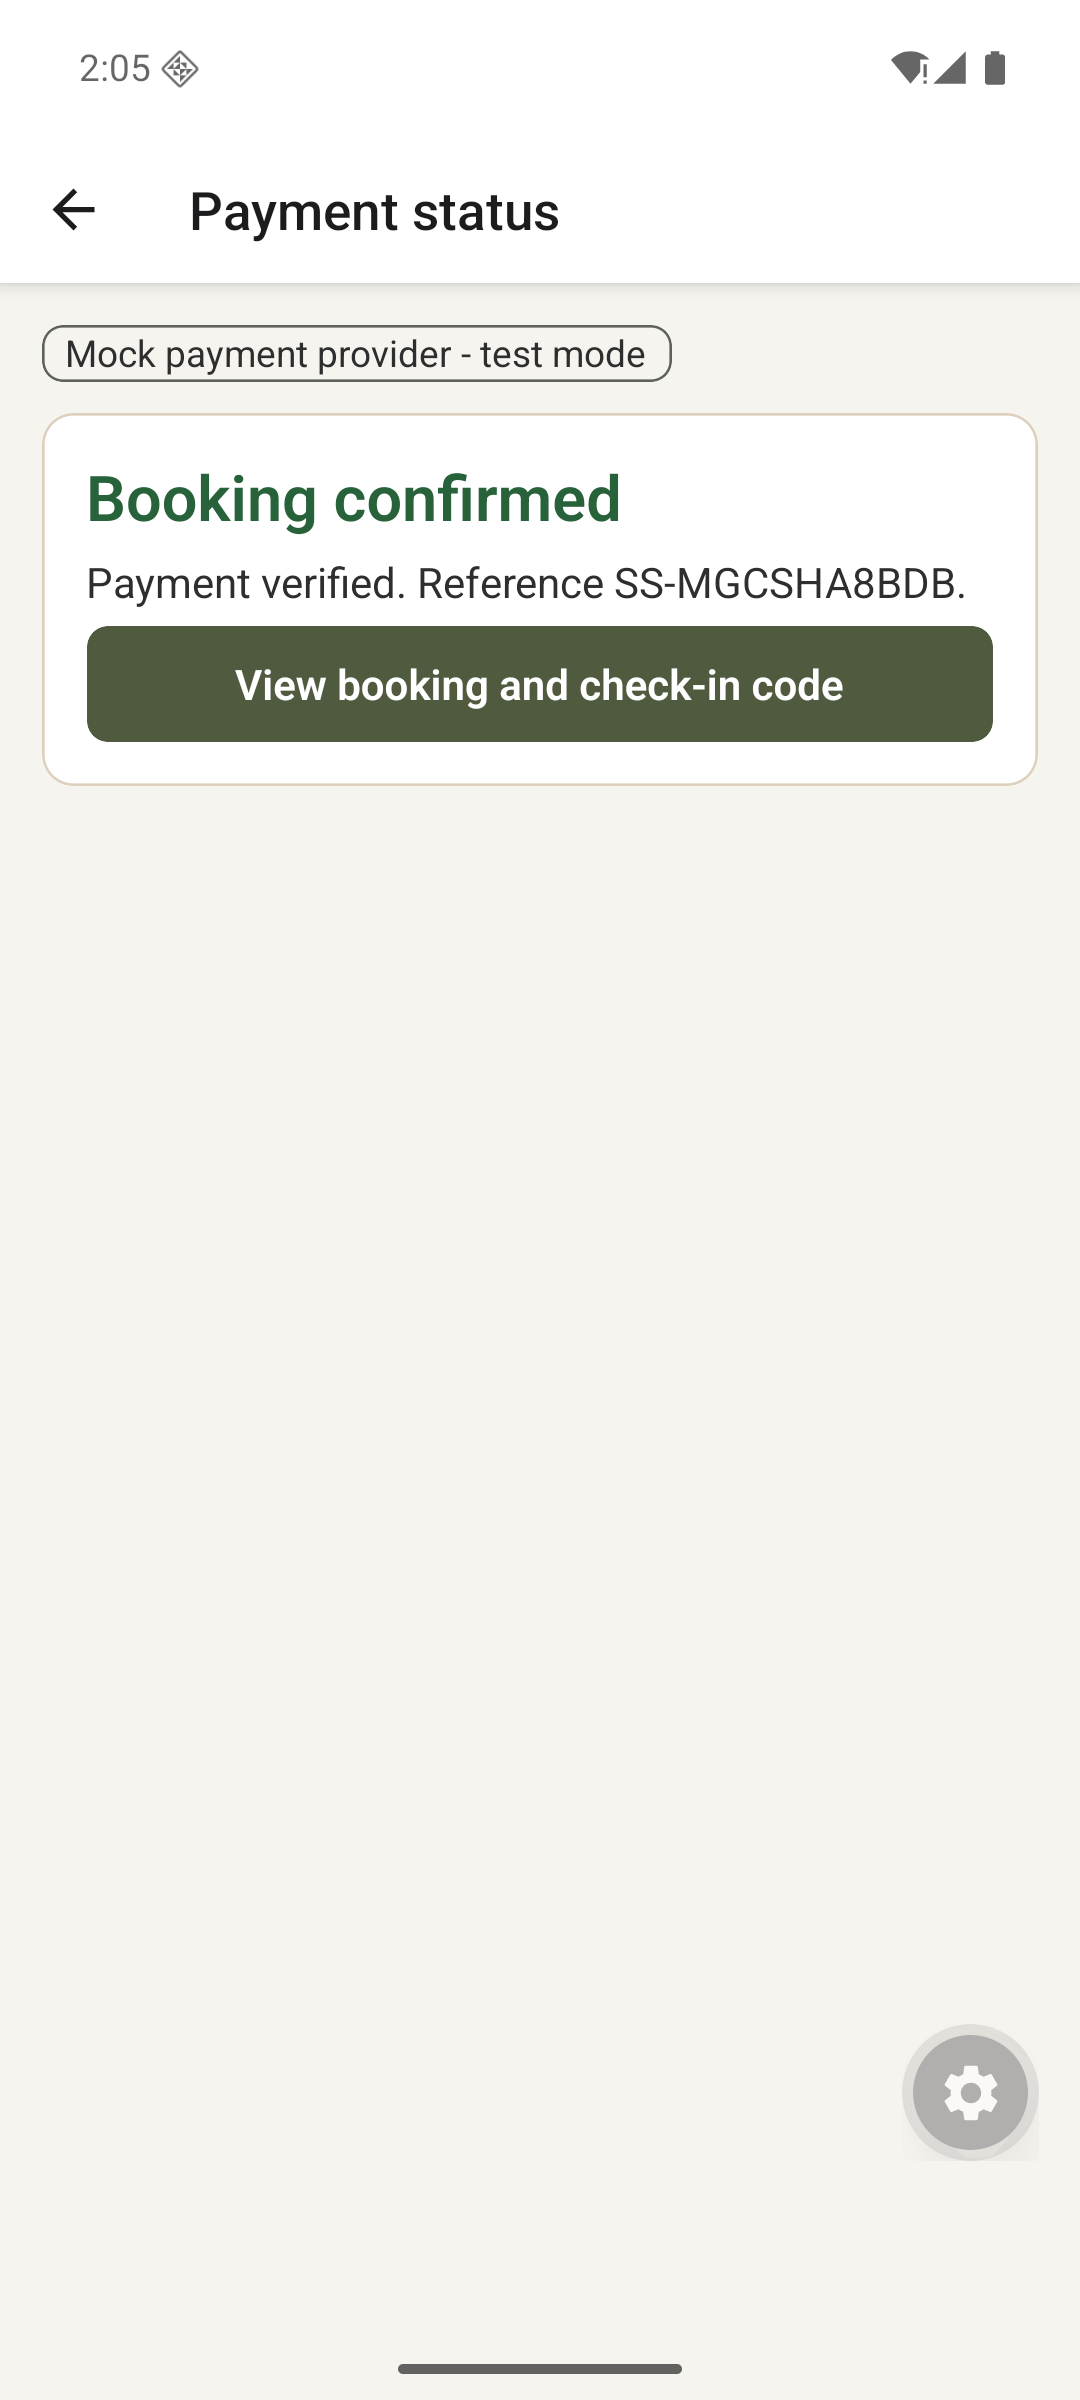 2:05
Payment status
Mock payment provider - test mode
Booking confirmed
Payment verified. Reference SS-MGCSHA8BDB.
View booking and check-in code